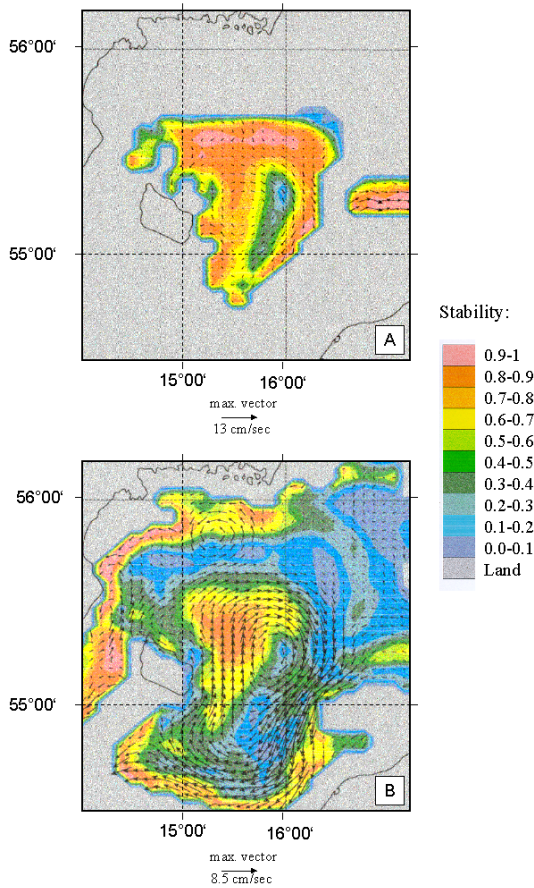 56°00'
55°00'
A
15°00' 16°00'
max. vector
13 cm/sec
Stability:
0.9-1
0.8-0.9
0.7-0.8
0.6-0.7
0.5-0.6
0.4-0.5
0.3-0.4
0.2-0.3
0.1-0.2
0.0-0.1
Land
56°00'
55°00'
B
15°00' 16°00'
max. vector
8.5 cm/sec